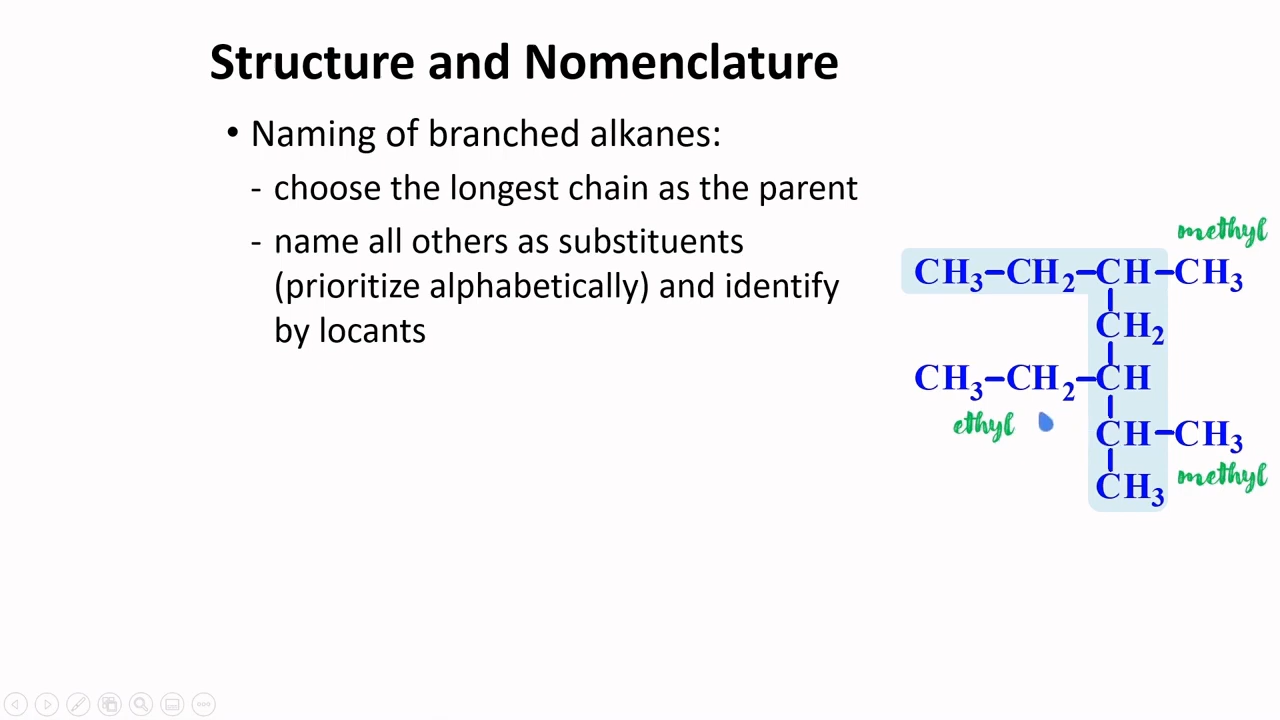 Structure and Nomenclature
• Naming of branched alkanes:
- choose the longest chain as the parent
- name all others as substituents
(prioritize alphabetically) and identify
by locants
methyl
CH₃–CH₂–CH–CH₃
CH₂
CH₃–CH₂–CH
ethyl
CH–CH₃
methyl
CH₃